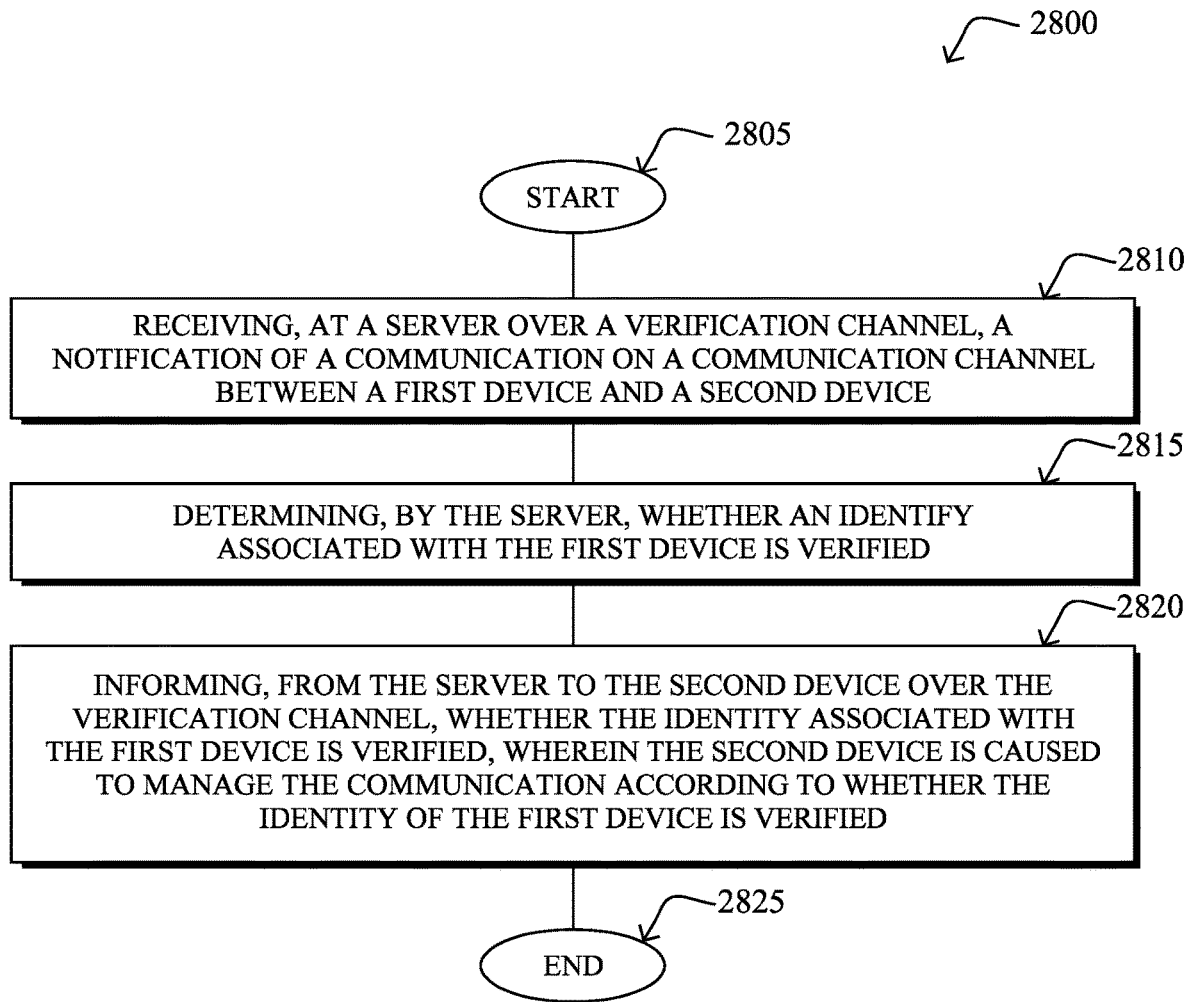 2800
2805
START
2810
RECEIVING, AT A SERVER OVER A VERIFICATION CHANNEL, A
NOTIFICATION OF A COMMUNICATION ON A COMMUNICATION CHANNEL
BETWEEN A FIRST DEVICE AND A SECOND DEVICE
2815
DETERMINING, BY THE SERVER, WHETHER AN IDENTIFY
ASSOCIATED WITH THE FIRST DEVICE IS VERIFIED
2820
INFORMING, FROM THE SERVER TO THE SECOND DEVICE OVER THE
VERIFICATION CHANNEL, WHETHER THE IDENTITY ASSOCIATED WITH
THE FIRST DEVICE IS VERIFIED, WHEREIN THE SECOND DEVICE IS CAUSED
TO MANAGE THE COMMUNICATION ACCORDING TO WHETHER THE
IDENTITY OF THE FIRST DEVICE IS VERIFIED
2825
END